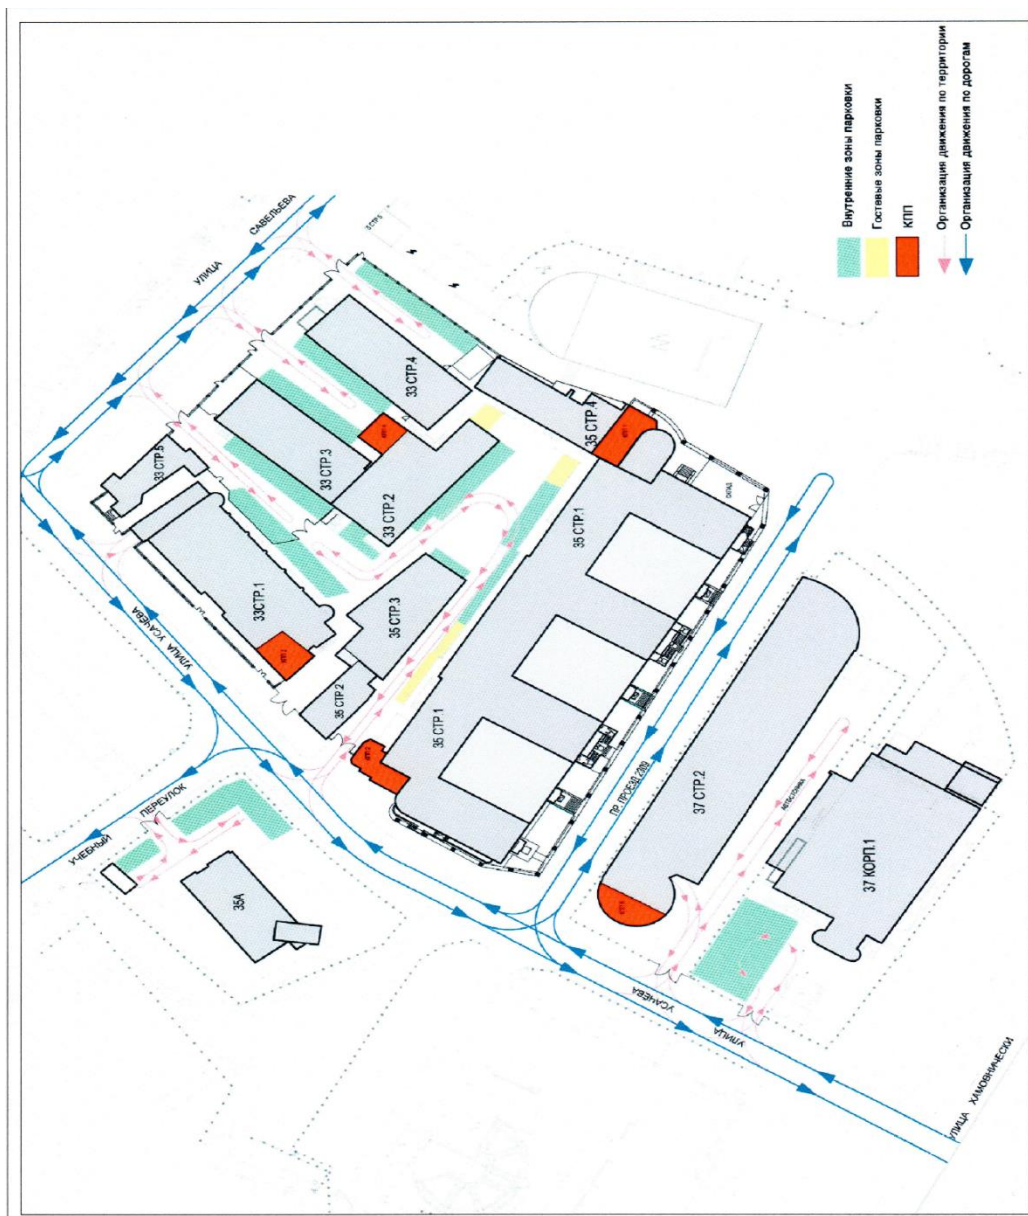 Внутренние зоны парковки
Гостевые зоны парковки
КПП
Организация движения по территории
Организация движения по дорогам
УЛИЦА САВЕЛЬЕВА
33 СТР.4
33 СТР.3
33 СТР.2
33 СТР.5
33СТР.1
35 СТР.4
35 СТР.1
35 СТР.3
35 СТР.2
35 СТР.1
УЛИЦА УСАЧЕВА
УЧЕБНЫЙ ПЕРЕУЛОК
35А
37 СТР.2
37 КОРП.1
УЛИЦА УСАЧЕВА
УЛИЦА ХАМОВНИЧЕСКИ